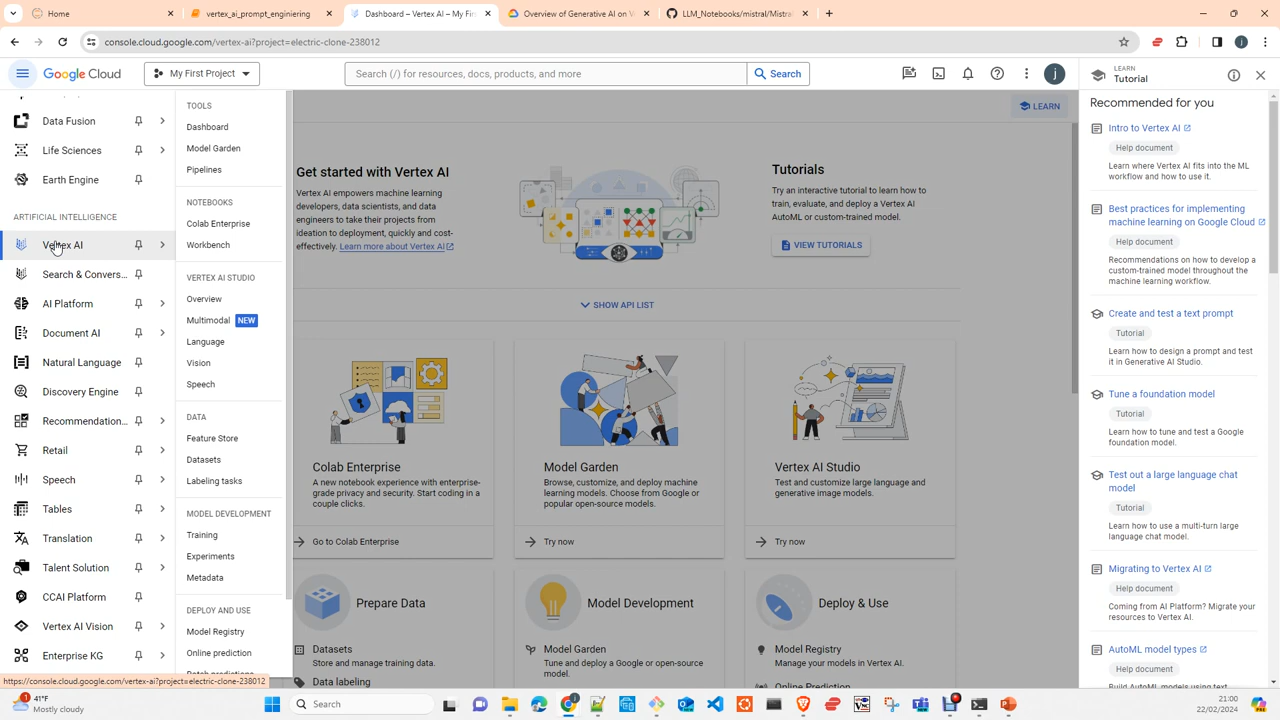 Home
vertex_ai_prompt_enginiering
Dashboard – Vertex AI – My Firs
Overview of Generative AI on V
LLM_Notebooks/mistral/Mistral
console.cloud.google.com/vertex-ai?project=electric-clone-238012
j
Google Cloud
My First Project
Search (/) for resources, docs, products, and more
Search
j
LEARN
Tutorial
Data Fusion
Life Sciences
Earth Engine
ARTIFICIAL INTELLIGENCE
Vertex AI
Search & Convers...
AI Platform
Document AI
Natural Language
Discovery Engine
Recommendation...
Retail
Speech
Tables
Translation
Talent Solution
CCAI Platform
Vertex AI Vision
Enterprise KG
https://console.cloud.google.com/vertex-ai?project=electric-clone-238012
TOOLS
Dashboard
Model Garden
Pipelines
NOTEBOOKS
Colab Enterprise
Workbench
VERTEX AI STUDIO
Overview
Multimodal NEW
Language
Vision
Speech
DATA
Feature Store
Datasets
Labeling tasks
MODEL DEVELOPMENT
Training
Experiments
Metadata
DEPLOY AND USE
Model Registry
Online prediction
LEARN
Get started with Vertex AI
Vertex AI empowers machine learning
developers, data scientists, and data
engineers to take their projects from
ideation to deployment, quickly and cost-
effectively. Learn more about Vertex AI
Tutorials
Try an interactive tutorial to learn how to
train, evaluate, and deploy a Vertex AI
AutoML or custom-trained model.
VIEW TUTORIALS
SHOW API LIST
Colab Enterprise
A new notebook experience with enterprise-
grade privacy and security. Start coding in a
couple clicks.
Go to Colab Enterprise
Model Garden
Browse, customize, and deploy machine
learning models. Choose from Google or
popular open-source models.
Try now
Vertex AI Studio
Test and customize large language and
generative image models.
Try now
Prepare Data
Datasets
Store and manage training data.
Data labeling
Model Development
Model Garden
Tune and deploy a Google or open-source
model.
Deploy & Use
Model Registry
Manage your models in Vertex AI.
Online Prediction
Recommended for you
Intro to Vertex AI
Help document
Learn where Vertex AI fits into the ML
workflow and how to use it.
Best practices for implementing
machine learning on Google Cloud
Help document
Recommendations on how to develop a
custom-trained model throughout the
machine learning workflow.
Create and test a text prompt
Tutorial
Learn how to design a prompt and test
it in Generative AI Studio.
Tune a foundation model
Tutorial
Learn how to tune and test a Google
foundation model.
Test out a large language chat
model
Tutorial
Learn how to use a multi-turn large
language chat model.
Migrating to Vertex AI
Help document
Coming from AI Platform? Migrate your
resources to Vertex AI.
AutoML model types
Help document
41°F
Mostly cloudy
Search
21:00
22/02/2024